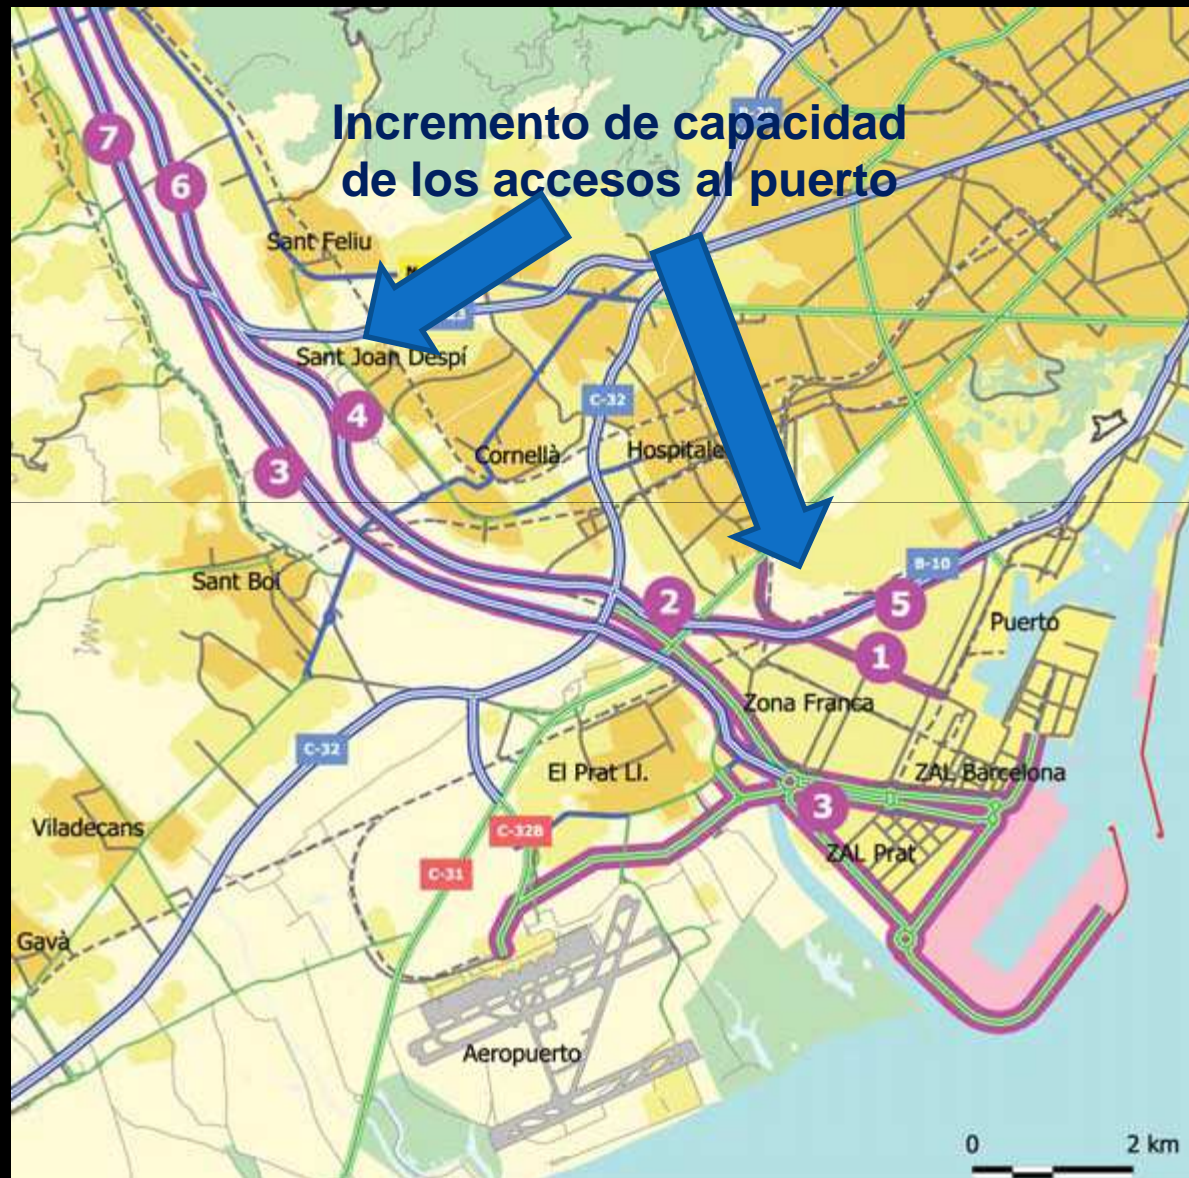 Incremento de capacidad
de los accesos al puerto
B-20
7
6
Sant Feliu
Sant Joan Despí
4
C-32
3
Cornellà
Sant Boi
B-10
2
5
Puerto
1
Zona Franca
C-32
El Prat Ll.
ZAL Barcelona
3
Viladecans
C-32B
ZAL Prat
C-31
Gavà
Aeropuerto
0 2 km